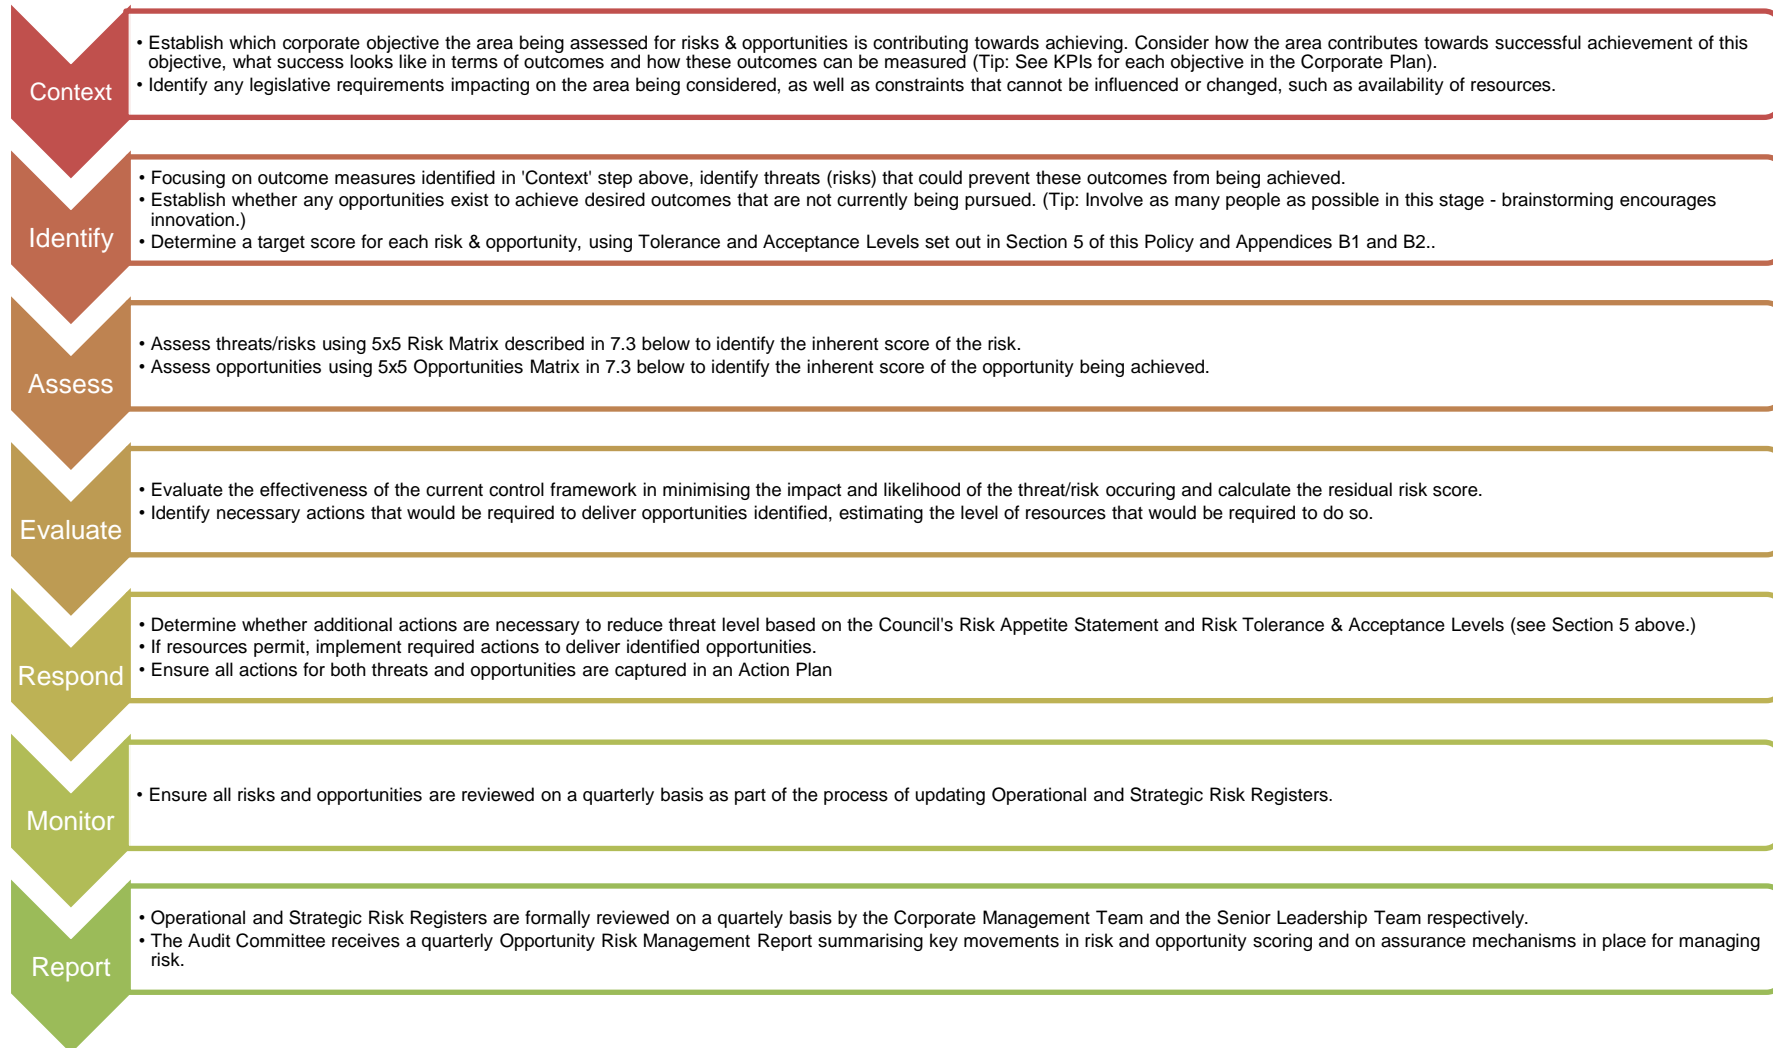 Context
• Establish which corporate objective the area being assessed for risks & opportunities is contributing towards achieving. Consider how the area contributes towards successful achievement of this
objective, what success looks like in terms of outcomes and how these outcomes can be measured (Tip: See KPIs for each objective in the Corporate Plan).
• Identify any legislative requirements impacting on the area being considered, as well as constraints that cannot be influenced or changed, such as availability of resources.
Identify
• Focusing on outcome measures identified in 'Context' step above, identify threats (risks) that could prevent these outcomes from being achieved.
• Establish whether any opportunities exist to achieve desired outcomes that are not currently being pursued. (Tip: Involve as many people as possible in this stage - brainstorming encourages
innovation.)
• Determine a target score for each risk & opportunity, using Tolerance and Acceptance Levels set out in Section 5 of this Policy and Appendices B1 and B2..
Assess
• Assess threats/risks using 5x5 Risk Matrix described in 7.3 below to identify the inherent score of the risk.
• Assess opportunities using 5x5 Opportunities Matrix in 7.3 below to identify the inherent score of the opportunity being achieved.
Evaluate
• Evaluate the effectiveness of the current control framework in minimising the impact and likelihood of the threat/risk occuring and calculate the residual risk score.
• Identify necessary actions that would be required to deliver opportunities identified, estimating the level of resources that would be required to do so.
Respond
• Determine whether additional actions are necessary to reduce threat level based on the Council's Risk Appetite Statement and Risk Tolerance & Acceptance Levels (see Section 5 above.)
• If resources permit, implement required actions to deliver identified opportunities.
• Ensure all actions for both threats and opportunities are captured in an Action Plan
Monitor
• Ensure all risks and opportunities are reviewed on a quarterly basis as part of the process of updating Operational and Strategic Risk Registers.
Report
• Operational and Strategic Risk Registers are formally reviewed on a quartely basis by the Corporate Management Team and the Senior Leadership Team respectively.
• The Audit Committee receives a quarterly Opportunity Risk Management Report summarising key movements in risk and opportunity scoring and on assurance mechanisms in place for managing
risk.